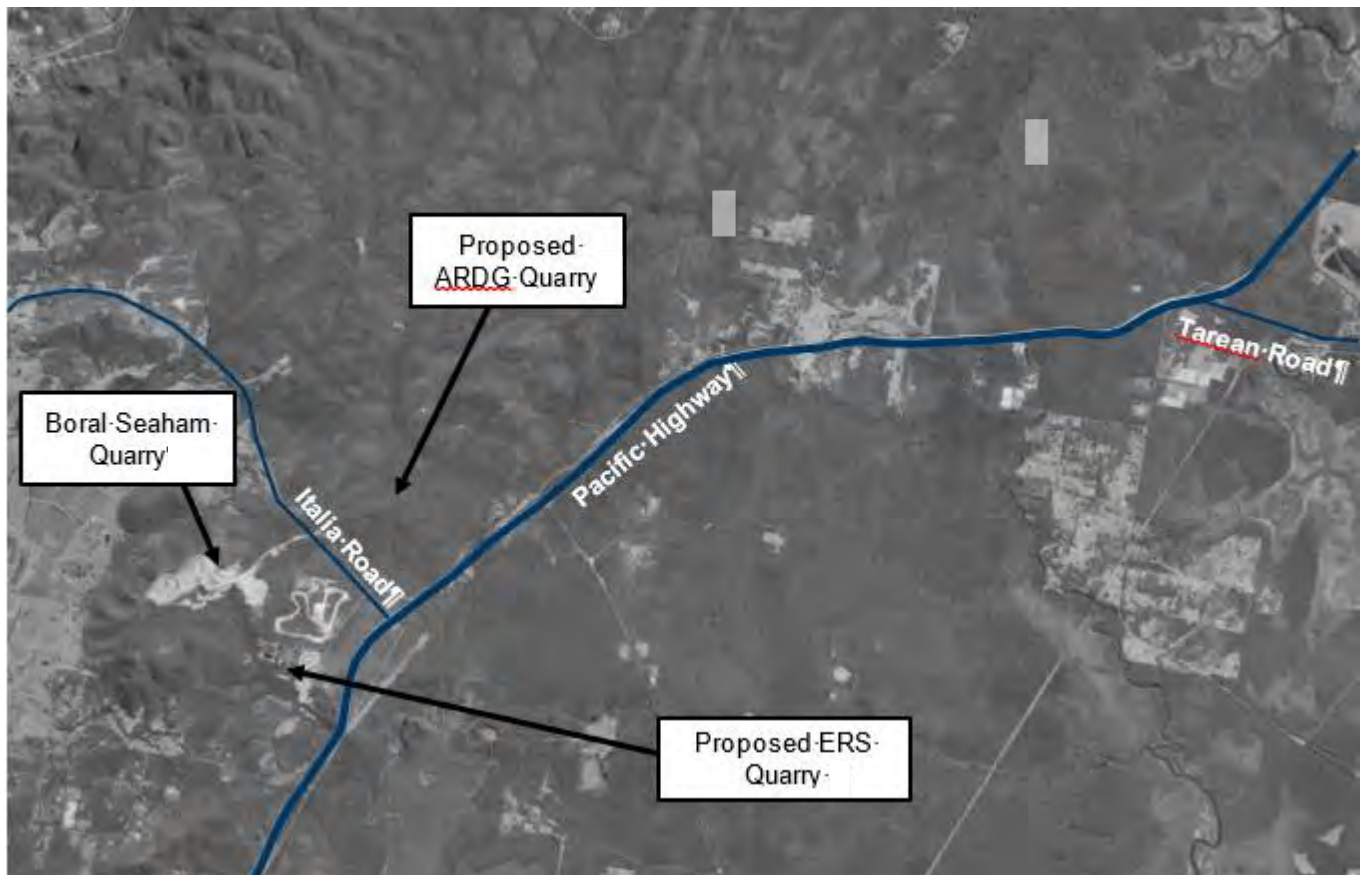 Proposed·
ARDG·Quarry
Tarean·Road¶
Pacific·Highway¶
Boral·Seaham·
Quarry
Italia·Road¶
Proposed·ERS·
Quarry·